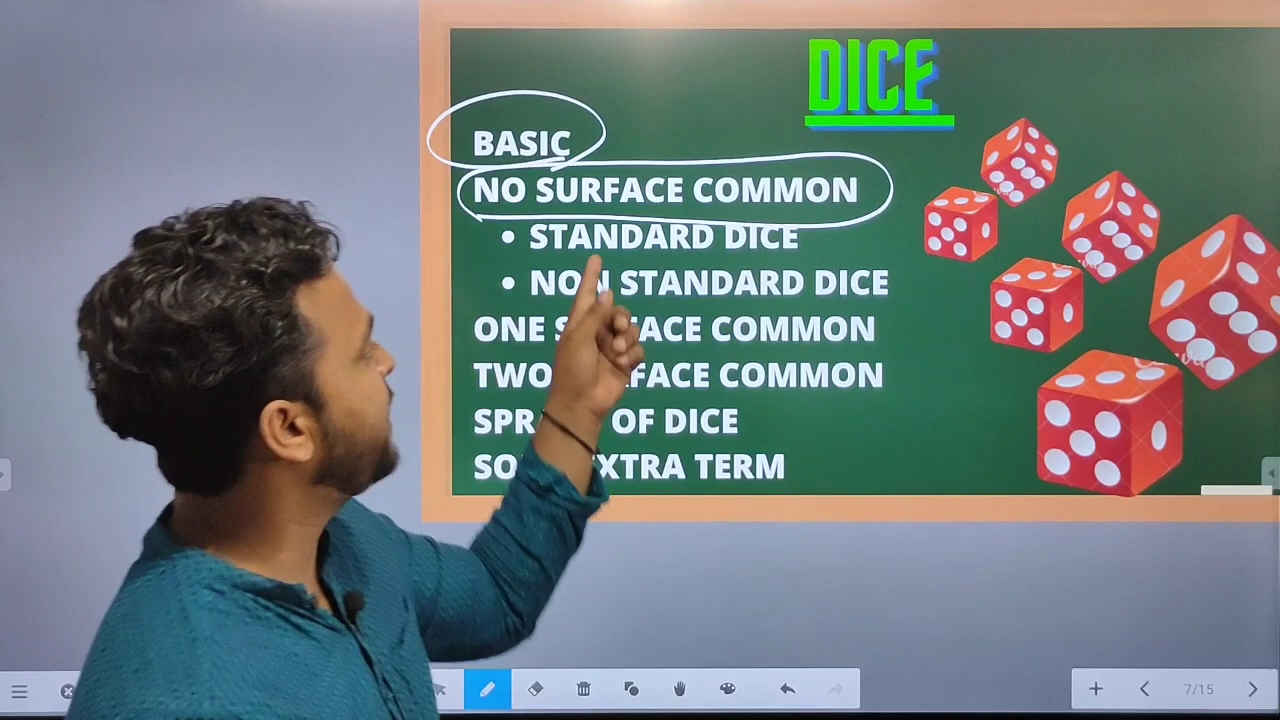 DICE
BASIC
NO SURFACE COMMON
• STANDARD DICE
• NON STANDARD DICE
ONE COMMON
TWO COMMON
OF DICE
EXTRA TERM
7/15